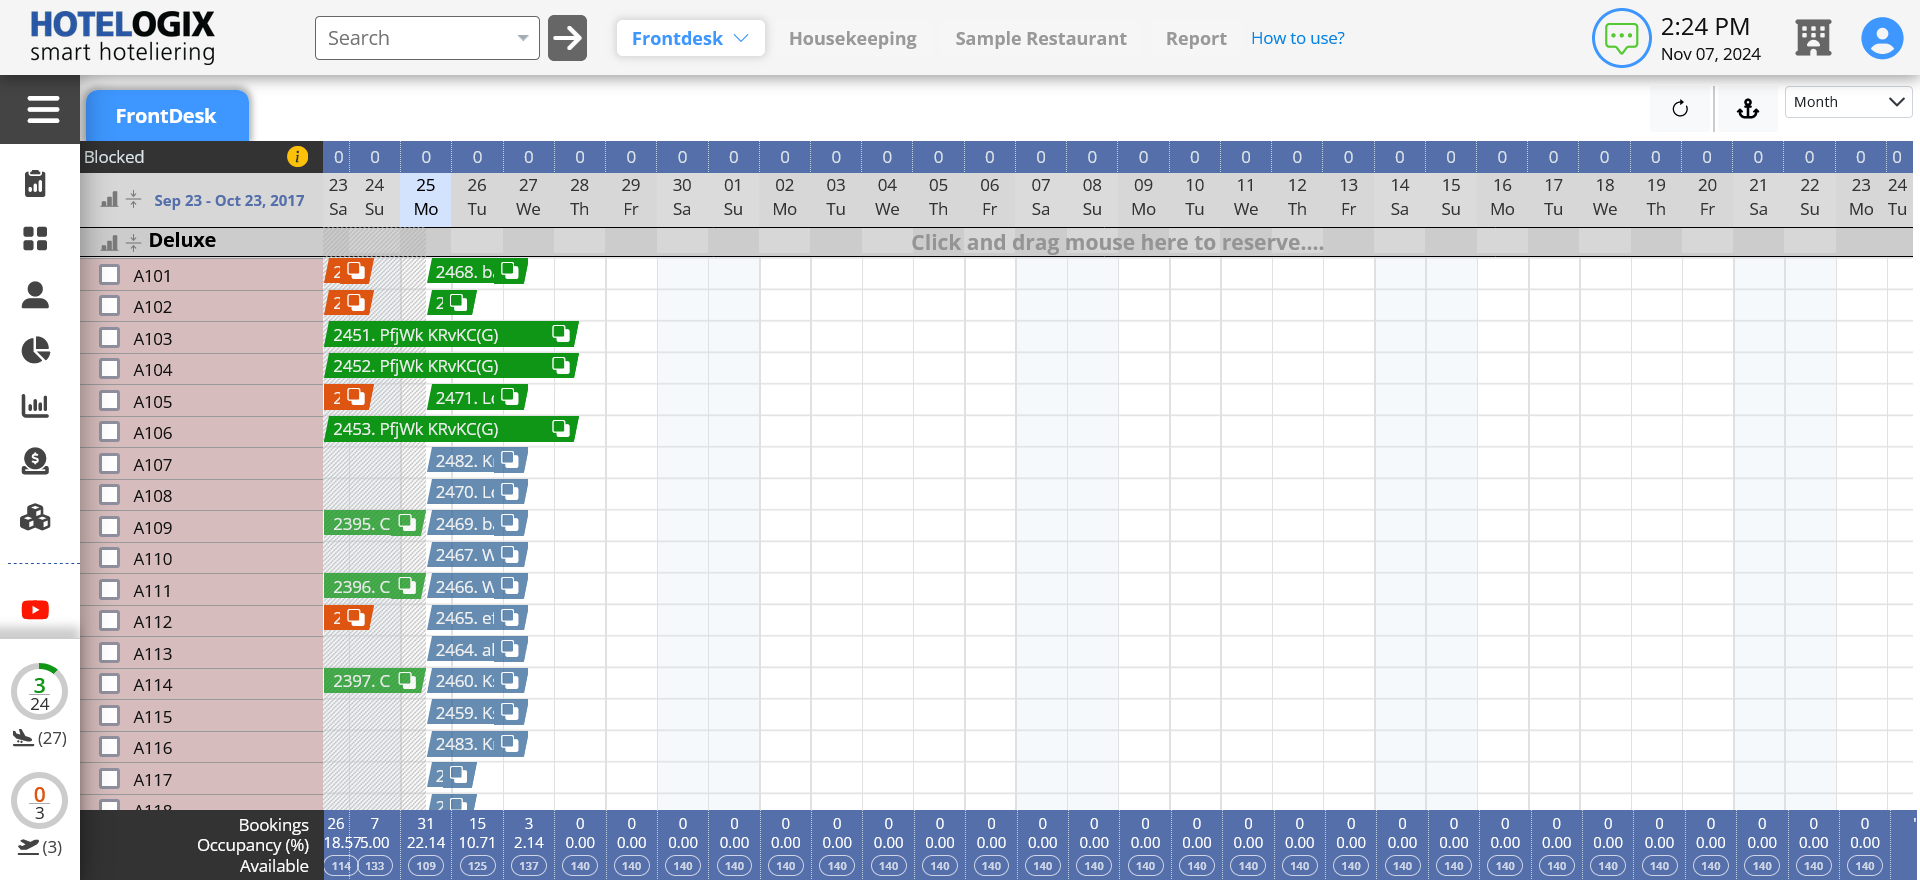 HOTELOGIX
smart hoteliering
Search
Frontdesk
Housekeeping
Sample Restaurant
Report
How to use?
2:24 PM
Nov 07, 2024
FrontDesk
Month
Blocked i 0 0 0 0 0 0 0 0 0 0 0 0 0 0 0 0 0 0 0 0 0 0 0 0 0 0 0 0 0 0 0 0
Sep 23 - Oct 23, 2017
23 24 25 26 27 28 29 30 01 02 03 04 05 06 07 08 09 10 11 12 13 14 15 16 17 18 19 20 21 22 23 24
Sa Su Mo Tu We Th Fr Sa Su Mo Tu We Th Fr Sa Su Mo Tu We Th Fr Sa Su Mo Tu We Th Fr Sa Su Mo Tu
Deluxe
Click and drag mouse here to reserve....
A101 2 2468. b
A102 2 2
A103 2451. PfjWk KRvKC(G)
A104 2452. PfjWk KRvKC(G)
A105 2 2471. L
A106 2453. PfjWk KRvKC(G)
A107 2482. K
A108 2470. L
A109 2395. C 2469. b
A110 2467. W
A111 2396. C 2466. W
A112 2 2465. e
A113 2464. a
A114 2397. C 2460. K
A115 2459. K
A116 2483. K
A117 2
A118 2
3
24
(27)
0
3
(3)
Bookings 26 7 31 15 3 0 0 0 0 0 0 0 0 0 0 0 0 0 0 0 0 0 0 0 0 0 0 0 0 0 0
Occupancy (%) 18.57 5.00 22.14 10.71 2.14 0.00 0.00 0.00 0.00 0.00 0.00 0.00 0.00 0.00 0.00 0.00 0.00 0.00 0.00 0.00 0.00 0.00 0.00 0.00 0.00 0.00 0.00 0.00 0.00 0.00 0.00
Available 114 133 109 125 137 140 140 140 140 140 140 140 140 140 140 140 140 140 140 140 140 140 140 140 140 140 140 140 140 140 140